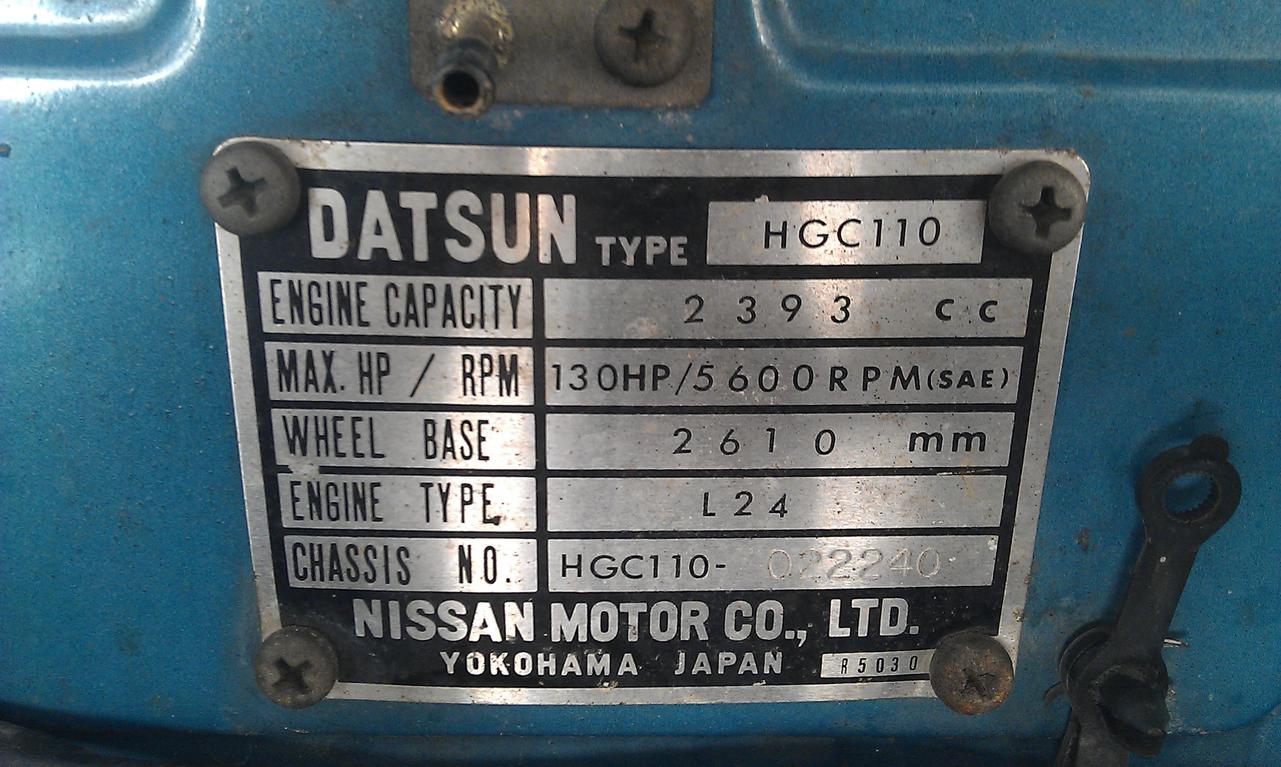 DATSUN TYPE HGC110
ENGINE CAPACITY 2393 CC
MAX. HP / RPM 130HP/5600RPM(SAE)
WHEEL BASE 2610 mm
ENGINE TYPE L24
CHASSIS NO. HGC110- 022240
NISSAN MOTOR CO., LTD.
YOKOHAMA JAPAN R5030